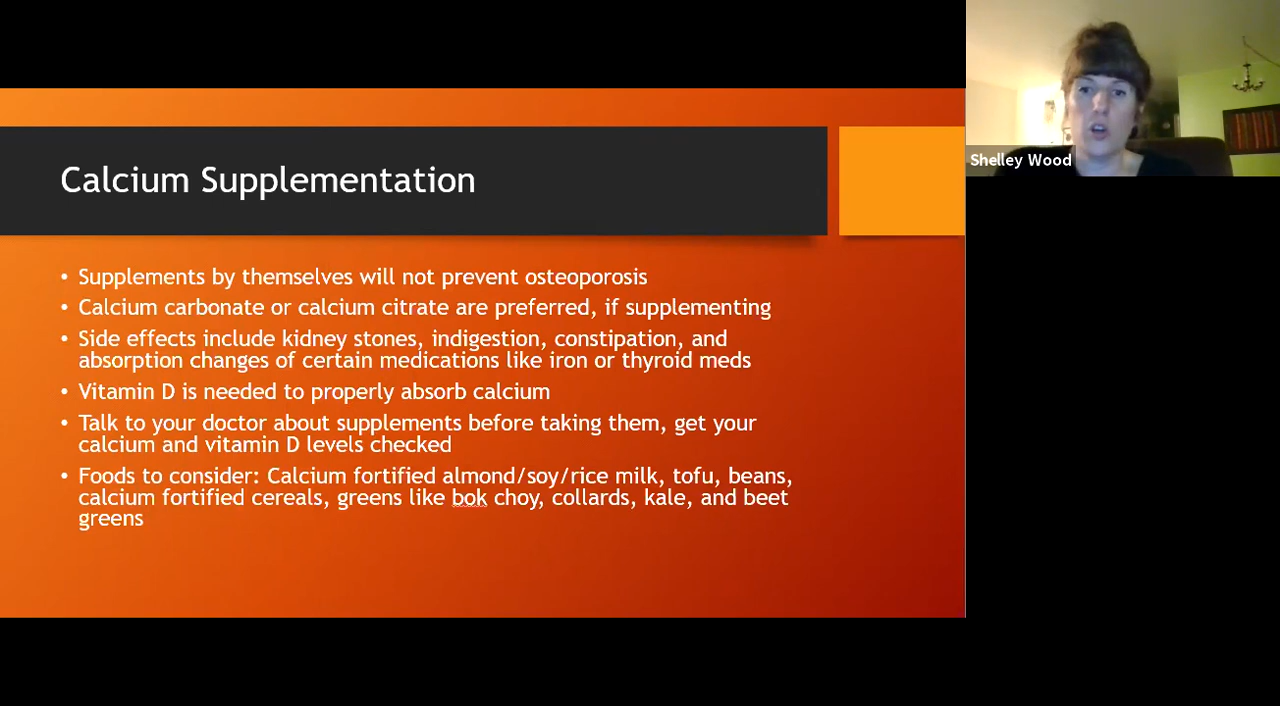 Calcium Supplementation
• Supplements by themselves will not prevent osteoporosis
• Calcium carbonate or calcium citrate are preferred, if supplementing
• Side effects include kidney stones, indigestion, constipation, and
absorption changes of certain medications like iron or thyroid meds
• Vitamin D is needed to properly absorb calcium
• Talk to your doctor about supplements before taking them, get your
calcium and vitamin D levels checked
• Foods to consider: Calcium fortified almond/soy/rice milk, tofu, beans,
calcium fortified cereals, greens like bok choy, collards, kale, and beet
greens
Shelley Wood